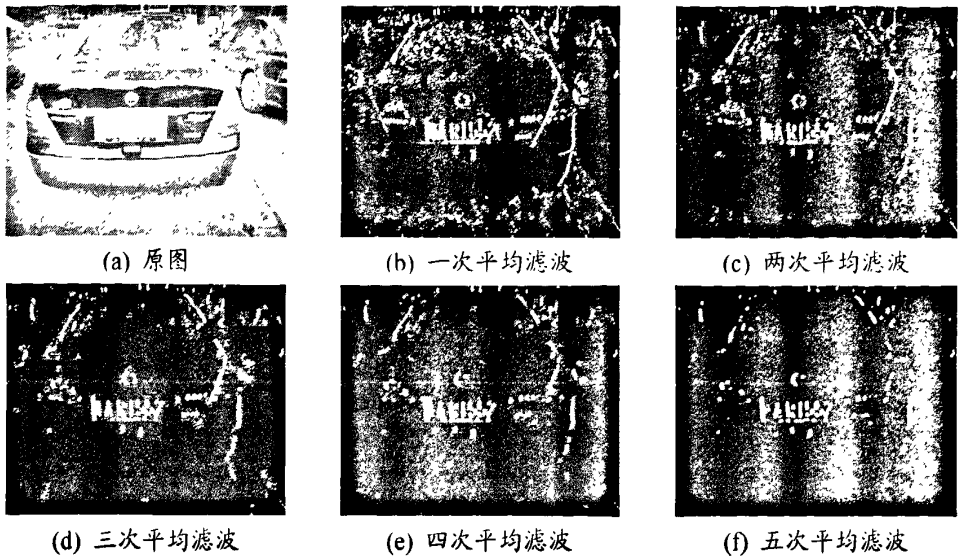 (a) 原图
(b) 一次平均滤波
(c) 两次平均滤波
(d) 三次平均滤波
(e) 四次平均滤波
(f) 五次平均滤波